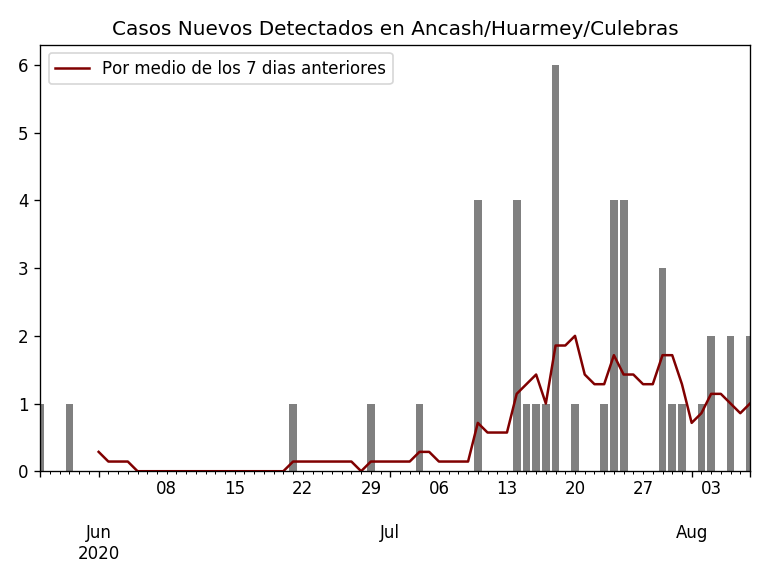 Casos Nuevos Detectados en Ancash/Huarmey/Culebras
Por medio de los 7 dias anteriores
6
5
4
3
2
1
0
08 15 22 29 06 13 20 27 03
Jun Jul Aug
2020